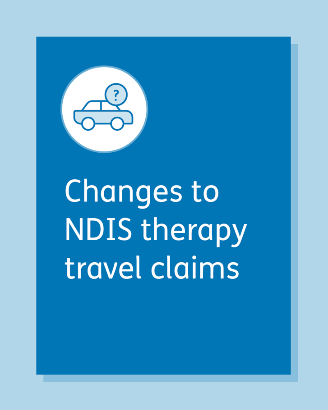 ?
Changes to
NDIS therapy
travel claims